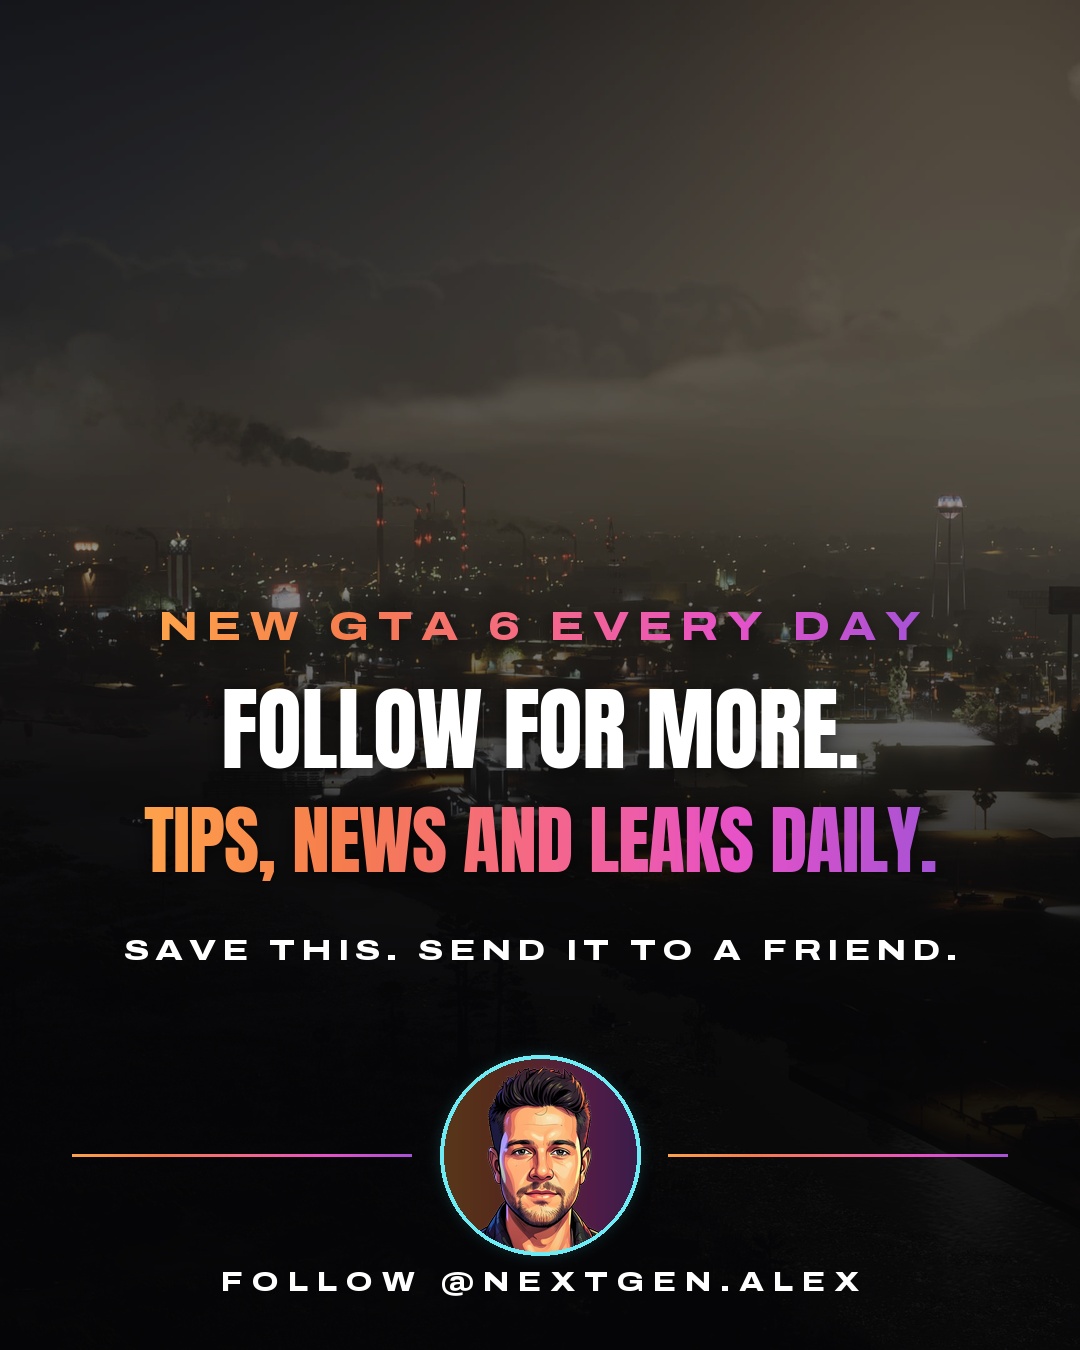 NEW GTA 6 EVERY DAY
FOLLOW FOR MORE.
TIPS, NEWS AND LEAKS DAILY.
SAVE THIS. SEND IT TO A FRIEND.
FOLLOW @NEXTGEN.ALEX